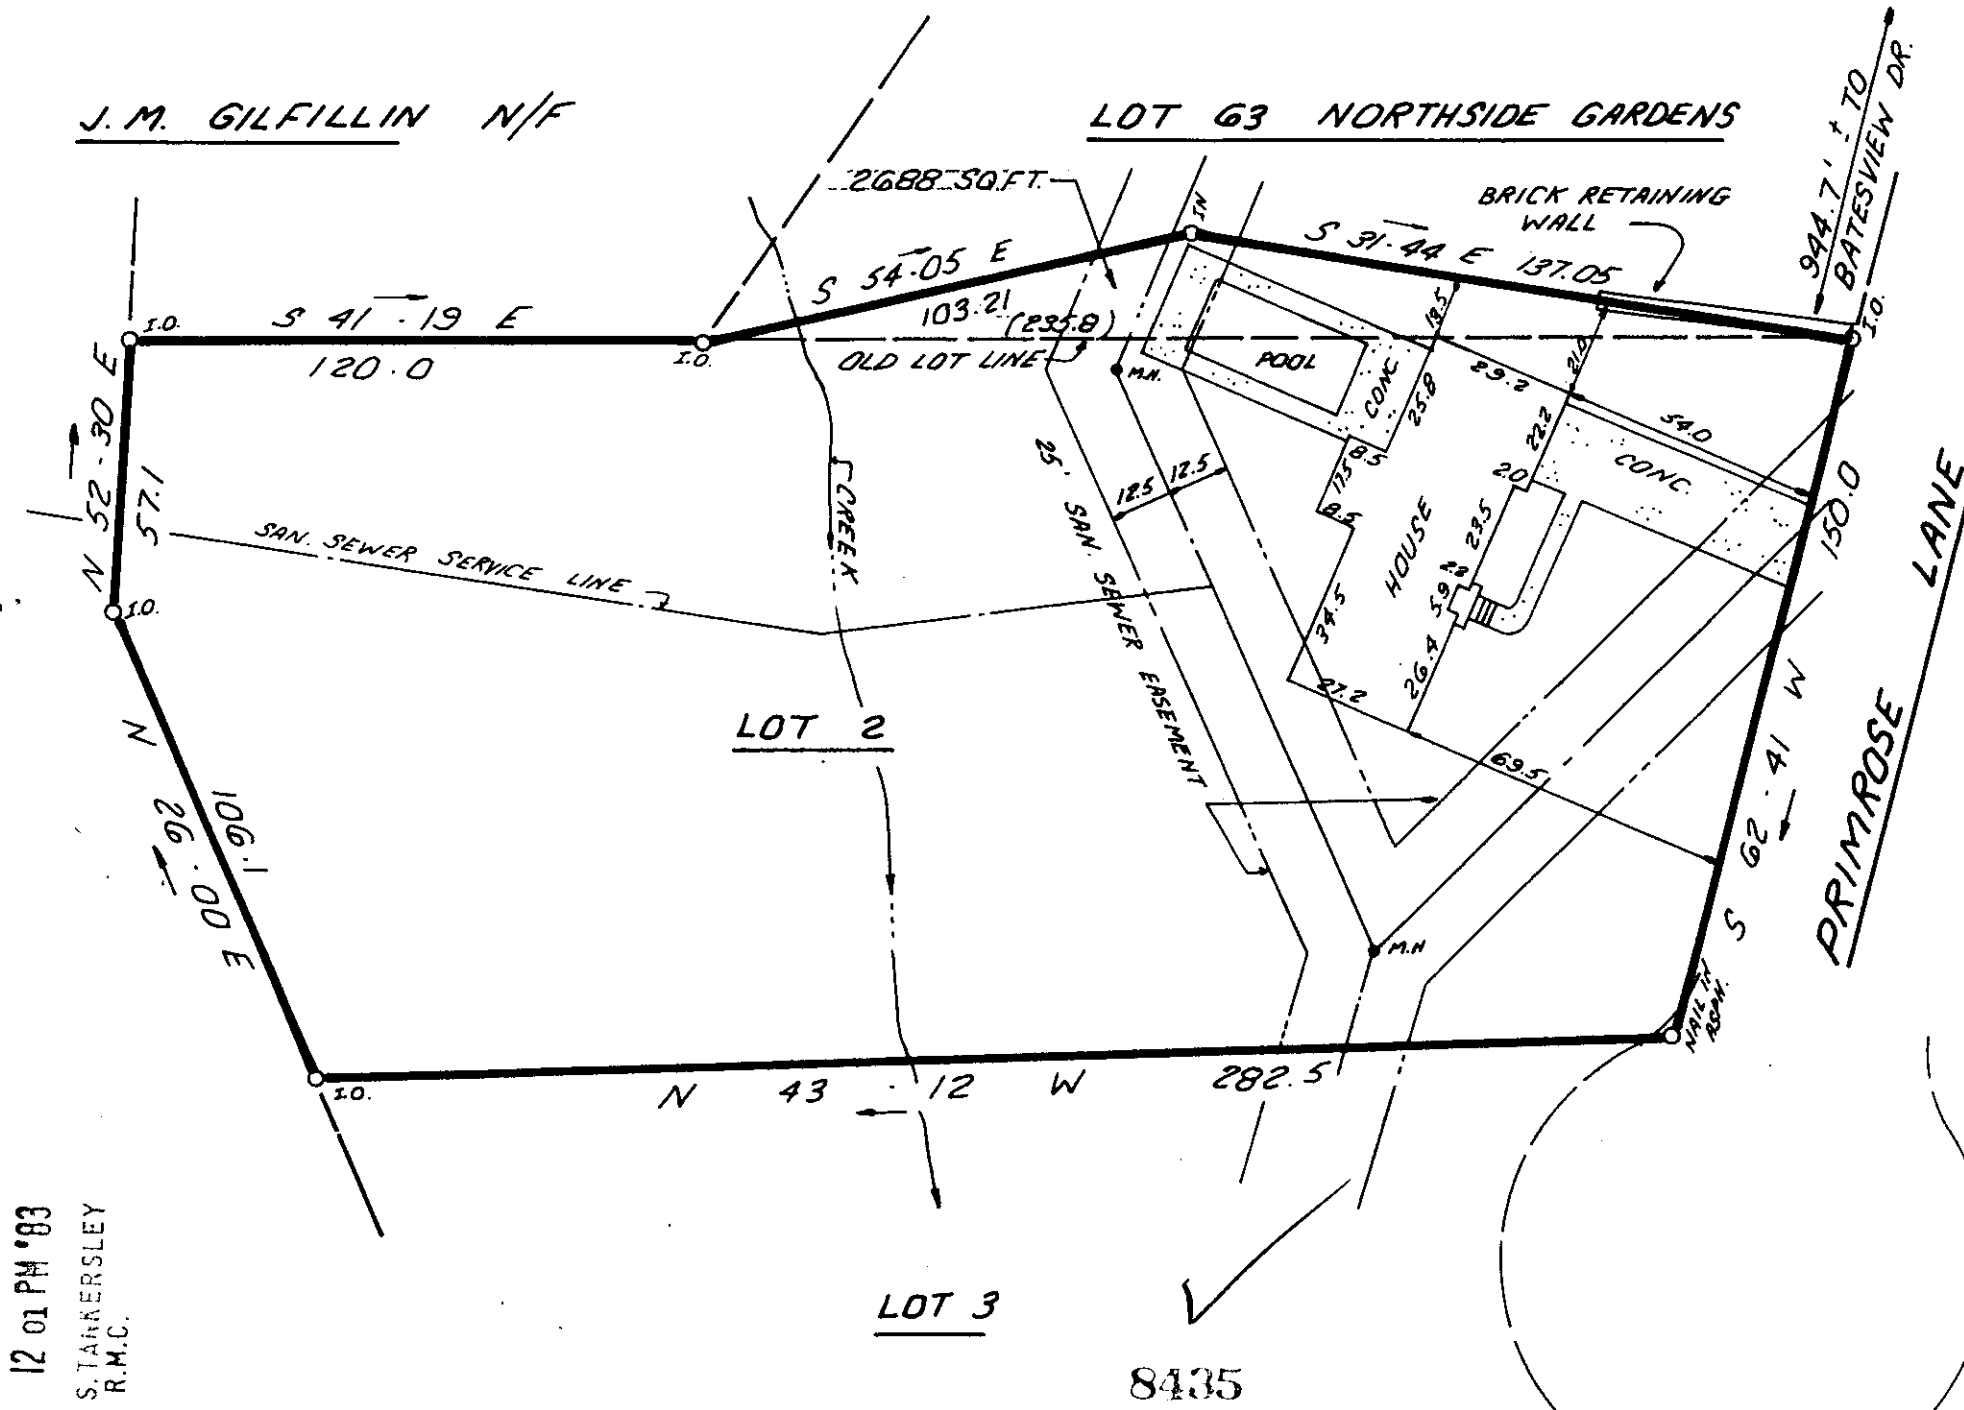 J. M. GILFILLIN N/F
LOT 63 NORTHSIDE GARDENS
944.7' ± TO
BATESVIEW DR.
2688 SQ.FT.
BRICK RETAINING
WALL
IN
S 31-44 E 137.05
S 54-05 E
103.21
(235.8)
OLD LOT LINE
I.O.
S 41-19 E
120.0
I.O.
I.O.
N 52-30 E
57.1
I.O.
SAN. SEWER SERVICE LINE
CREEK
M.H.
POOL
CONC.
13.5
25.8
29.2
21.0
22.2
54.0
CONC.
2.0
8.5
17.5
8.5
12.5 12.5
25' SAN. SEWER EASEMENT
HOUSE
23.5
2.2
5.9
34.5
26.4
27.2
69.5
150.0
S 62-41 W
PRIMROSE LANE
LOT 2
N 26-00 E
106.1
M.H
NAIL IN
ASPH.
I.O.
N 43-12 W 282.5
LOT 3
12 01 PM '83
S. TANKERSLEY
R.M.C.
8435